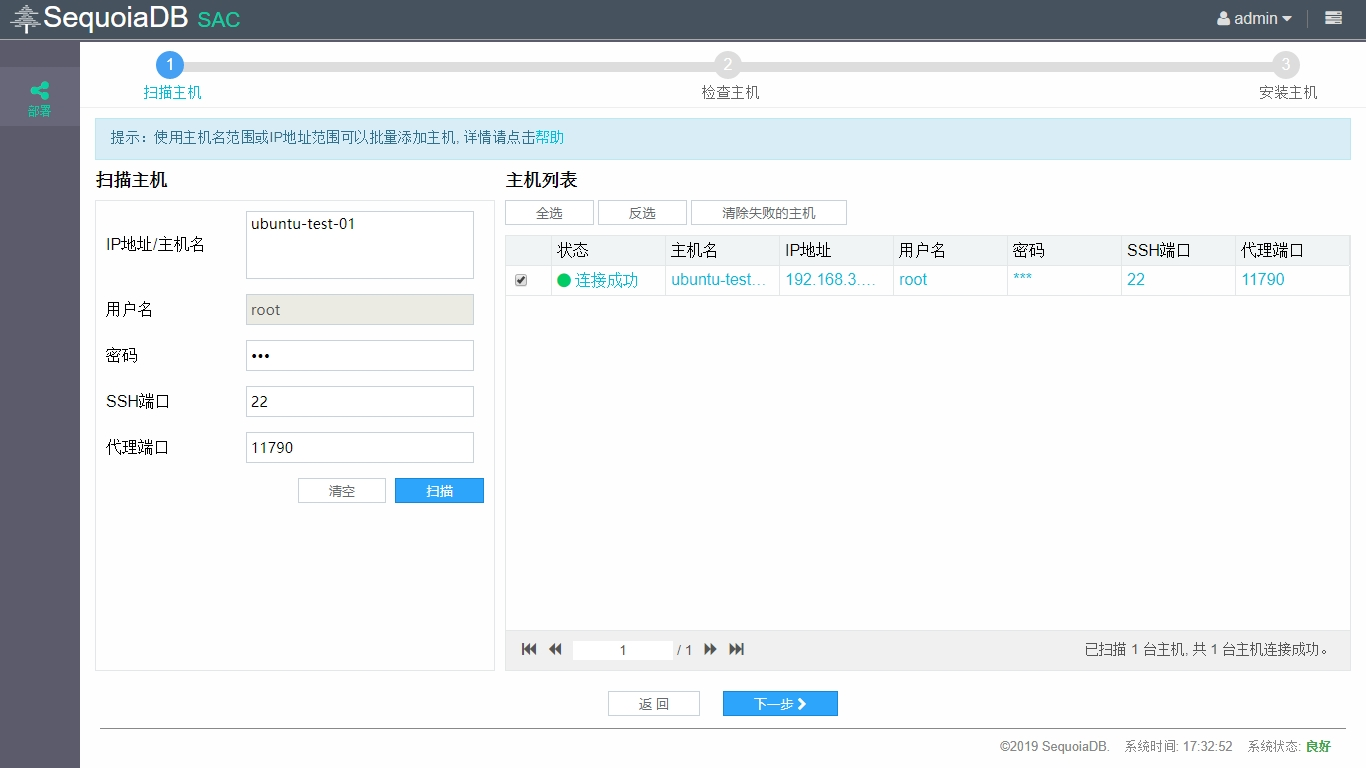 SequoiaDB SAC
admin
部署
1 2 3
扫描主机 检查主机 安装主机
提示：使用主机名范围或IP地址范围可以批量添加主机, 详情请点击帮助
扫描主机
IP地址/主机名 ubuntu-test-01
用户名 root
密码 •••
SSH端口 22
代理端口 11790
清空 扫描
主机列表
全选 反选 清除失败的主机
状态 主机名 IP地址 用户名 密码 SSH端口 代理端口
连接成功 ubuntu-test... 192.168.3.... root *** 22 11790
1 / 1
已扫描 1 台主机, 共 1 台主机连接成功。
返 回 下一步
©2019 SequoiaDB. 系统时间: 17:32:52 系统状态: 良好